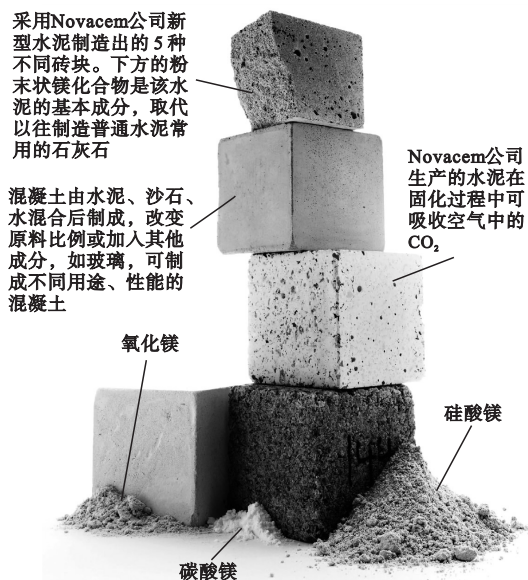 采用Novacem公司新
型水泥制造出的5种
不同砖块。下方的粉
末状镁化合物是该水
泥的基本成分，取代
以往制造普通水泥常
用的石灰石
Novacem公司
生产的水泥在
固化过程中可
吸收空气中的
CO₂
混凝土由水泥、沙石、
水混合后制成，改变
原料比例或加入其他
成分，如玻璃，可制
成不同用途、性能的
混凝土
氧化镁
硅酸镁
碳酸镁